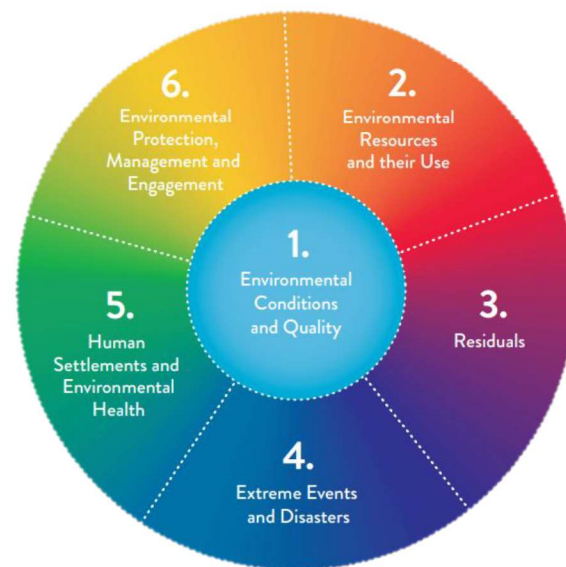 1.
Environmental
Conditions
and Quality
2.
Environmental
Resources
and their Use
3.
Residuals
4.
Extreme Events
and Disasters
5.
Human
Settlements and
Environmental
Health
6.
Environmental
Protection,
Management and
Engagement